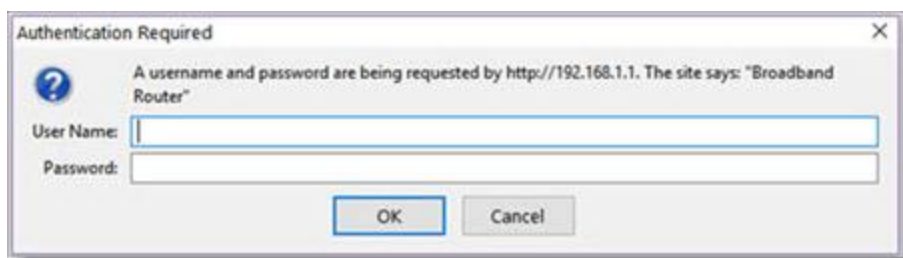 Authentication Required
A username and password are being requested by http://192.168.1.1. The site says: "Broadband
Router"
User Name:
Password:
OK
Cancel